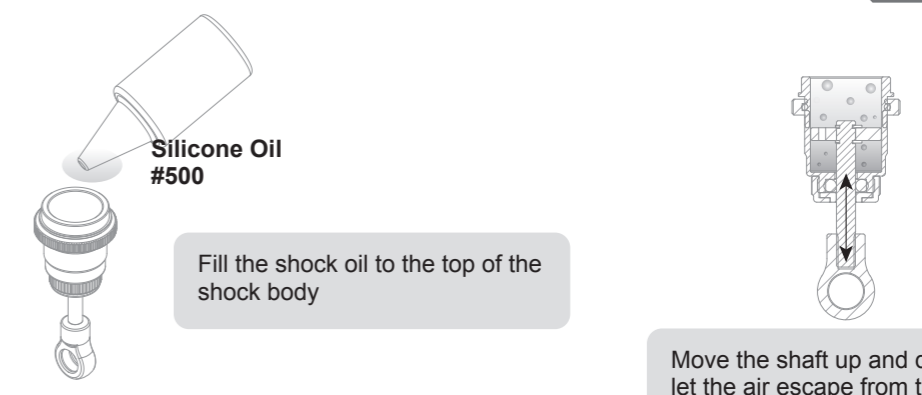 Silicone Oil
#500
Fill the shock oil to the top of the
shock body
Move the shaft up and
let the air escape from